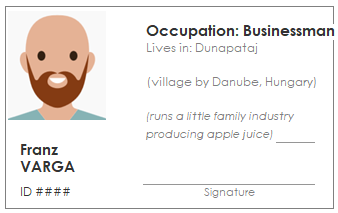 Occupation: Businessman
Lives in: Dunapataj
(village by Danube, Hungary)
(runs a little family industry
producing apple juice)
Franz
VARGA
ID ####
Signature